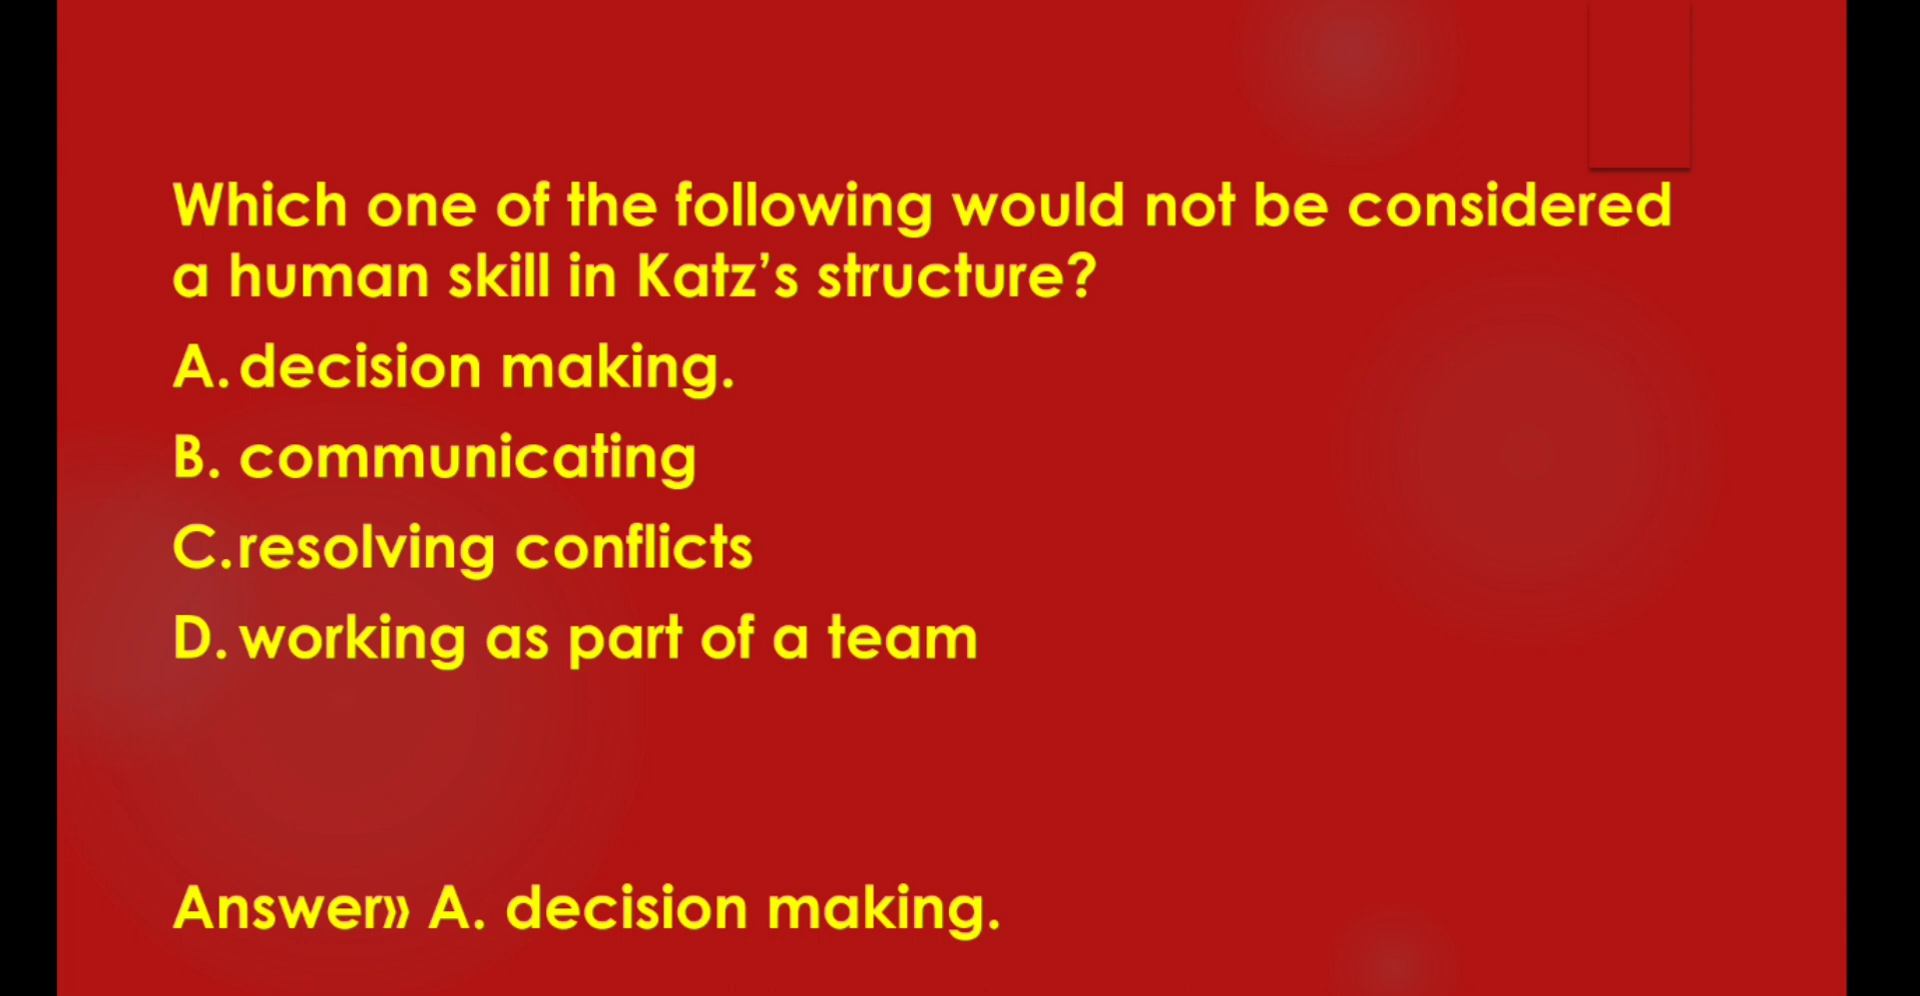 Which one of the following would not be considered
a human skill in Katz’s structure?
A. decision making.
B. communicating
C.resolving conflicts
D. working as part of a team
Answer» A. decision making.